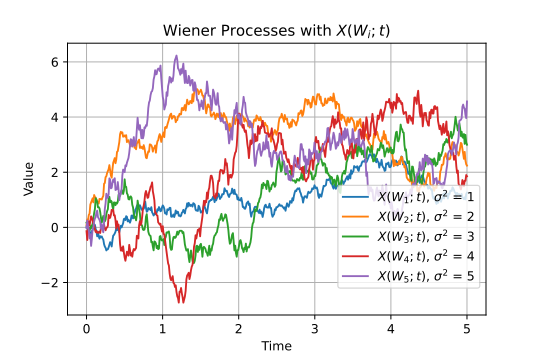 Wiener Processes with X(Wᵢ; t)
6
4
2
0
−2
Value
0
1
2
3
4
5
Time
X(W₁; t), σ² = 1
X(W₂; t), σ² = 2
X(W₃; t), σ² = 3
X(W₄; t), σ² = 4
X(W₅; t), σ² = 5